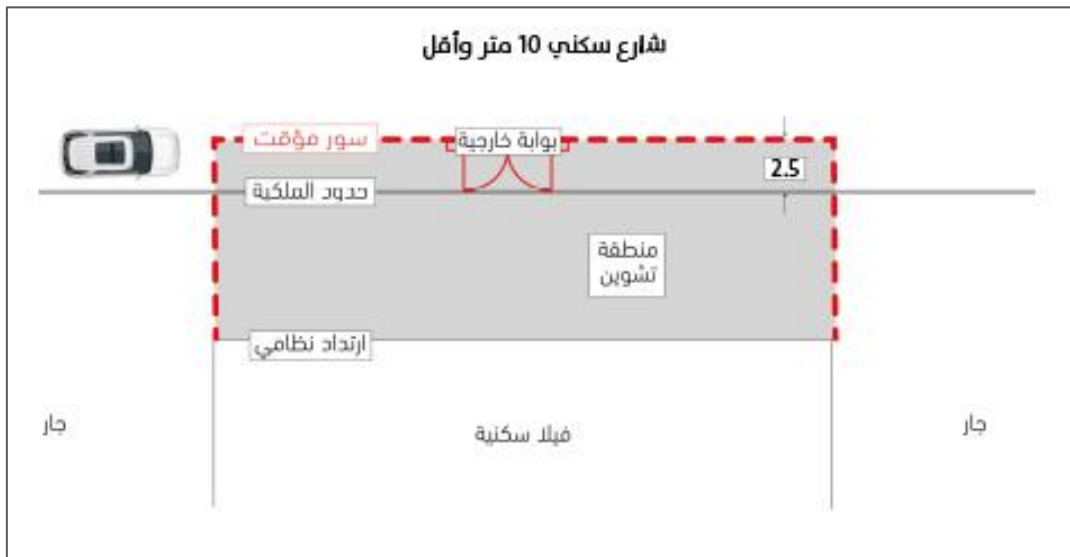 شارع سكني 10 متر وأقل
سور مؤقت
بوابة خارجية
2.5
حدود الملكية
منطقة
تشوين
ارتداد نظامي
جار
فيلا سكنية
جار